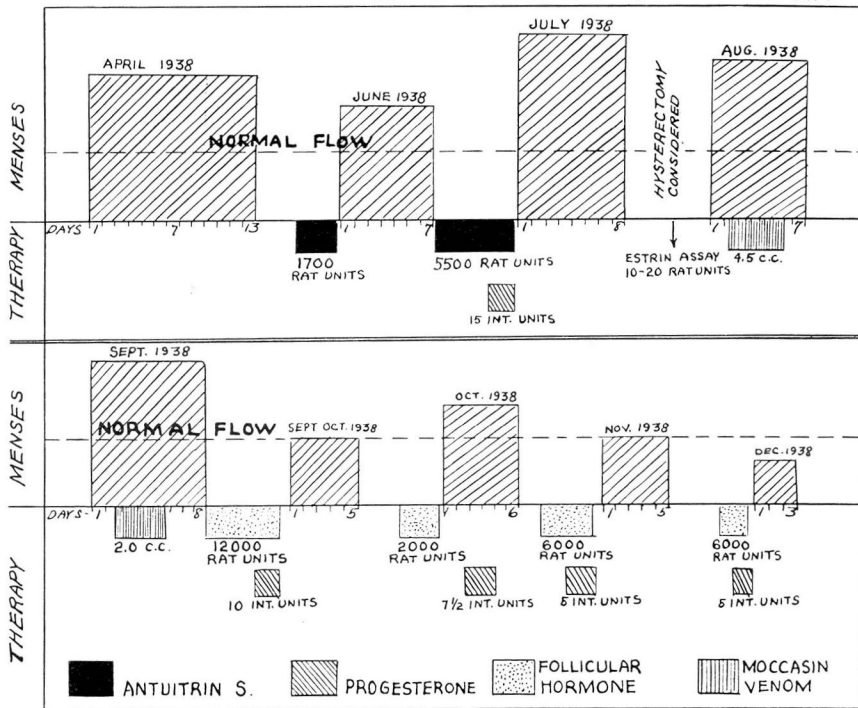 APRIL 1938
JUNE 1938
JULY 1938
AUG. 1938
MENSES
NORMAL FLOW
HYSTERECTOMY
CONSIDERED
THERAPY
DAYS 1 7 13 1 7 1 8 1 7
1700
RAT UNITS
5500 RAT UNITS
15 INT. UNITS
ESTRIN ASSAY
10-20 RAT UNITS
4.5 C.C.
SEPT. 1938
SEPT OCT. 1938
OCT. 1938
NOV. 1938
DEC. 1938
MENSES
NORMAL FLOW
THERAPY
DAYS- 1 8 1 5 1 6 1 5 1 3
2.0 C.C.
12000
RAT UNITS
10 INT. UNITS
2000
RAT UNITS
7 1/2 INT. UNITS
6000
RAT UNITS
5 INT. UNITS
6000
RAT UNITS
5 INT. UNITS
ANTUITRIN S.
PROGESTERONE
FOLLICULAR
HORMONE
MOCCASIN
VENOM